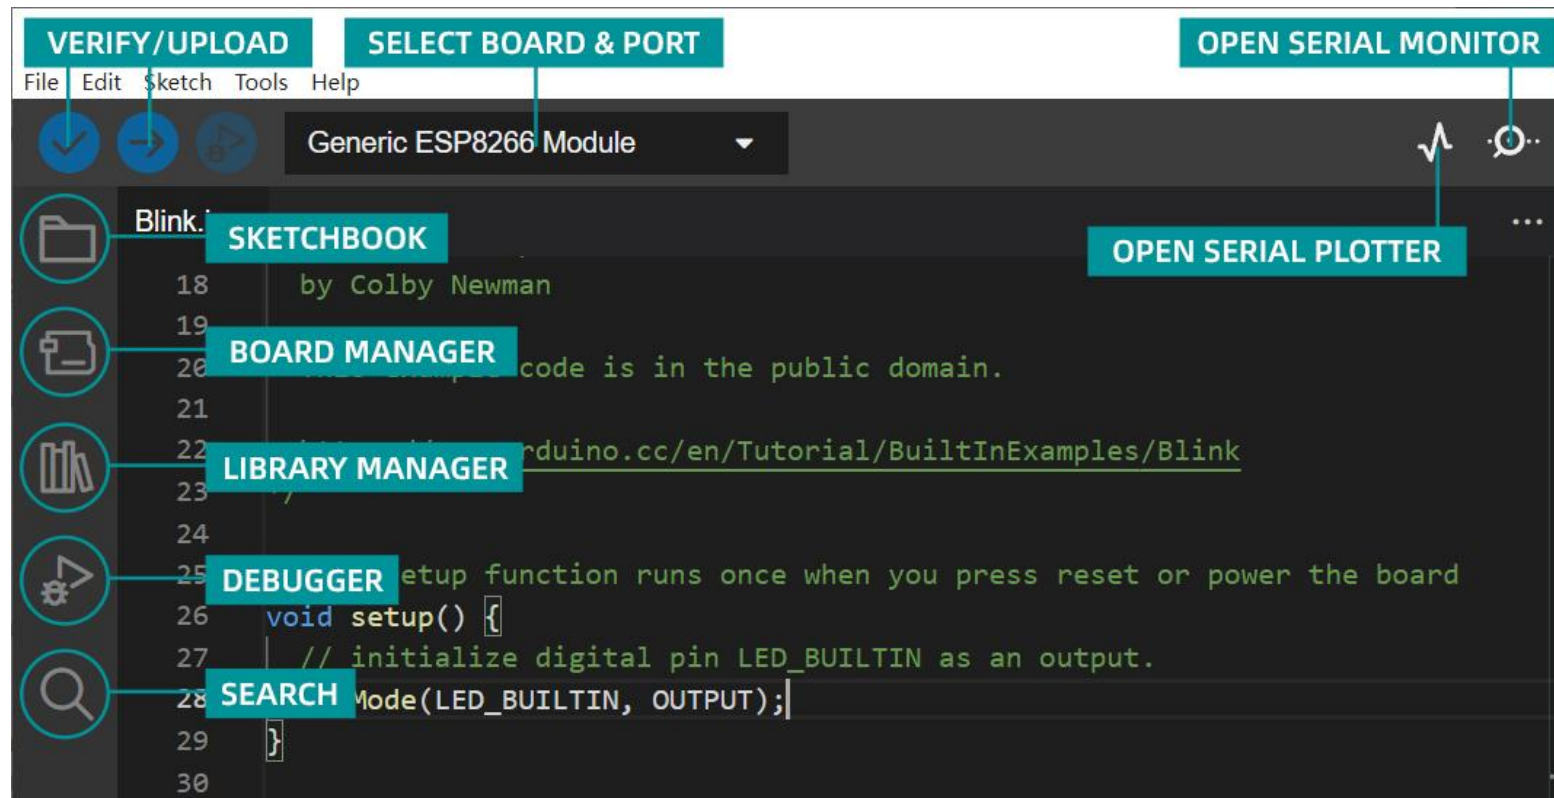 VERIFY/UPLOAD SELECT BOARD & PORT OPEN SERIAL MONITOR
File Edit Sketch Tools Help
Generic ESP8266 Module
Blink.
SKETCHBOOK
OPEN SERIAL PLOTTER
18 by Colby Newman
19
BOARD MANAGER
20 code is in the public domain.
21
22 rduino.cc/en/Tutorial/BuiltInExamples/Blink
LIBRARY MANAGER
23
24
25 etup function runs once when you press reset or power the board
DEBUGGER
26 void setup() {
27 // initialize digital pin LED_BUILTIN as an output.
28 Mode(LED_BUILTIN, OUTPUT);
SEARCH
29 }
30